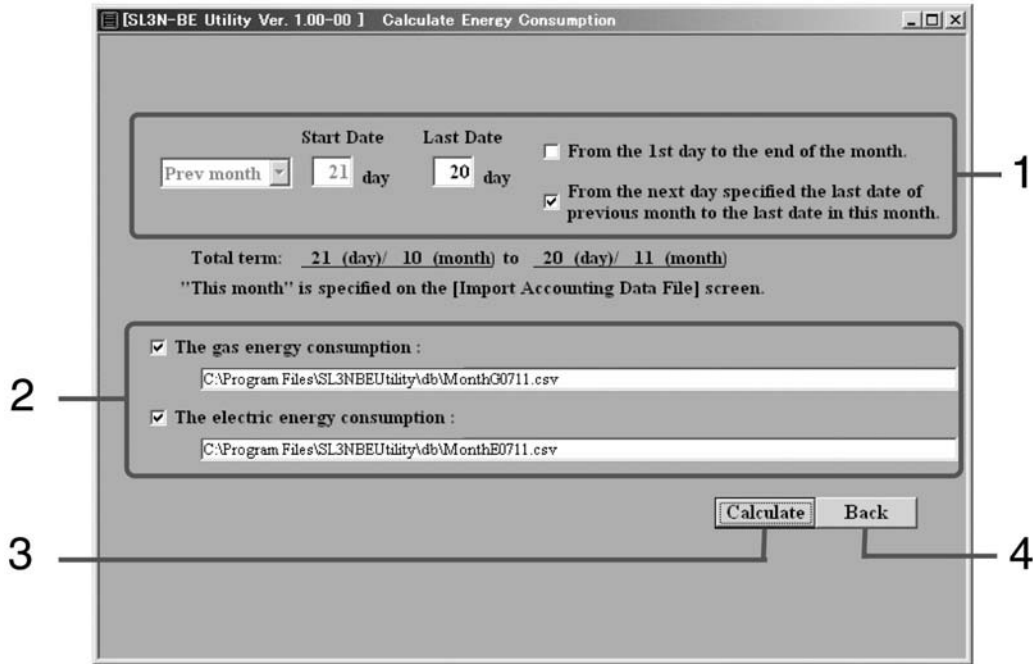 [SL3N-BE Utility Ver. 1.00-00 ] Calculate Energy Consumption
Start Date Last Date
Prev month 21 day 20 day
From the 1st day to the end of the month.
From the next day specified the last date of
previous month to the last date in this month.
1
Total term: 21 (day)/ 10 (month) to 20 (day)/ 11 (month)
"This month" is specified on the [Import Accounting Data File] screen.
The gas energy consumption :
C:\Program Files\SL3NBEUtility\db\MonthG0711.csv
2
The electric energy consumption :
C:\Program Files\SL3NBEUtility\db\MonthE0711.csv
Calculate Back
3 4